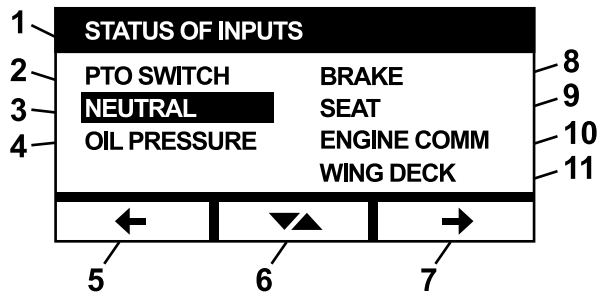 1 STATUS OF INPUTS
2 PTO SWITCH BRAKE 8
3 NEUTRAL SEAT 9
4 OIL PRESSURE ENGINE COMM 10
WING DECK 11
5 6 7